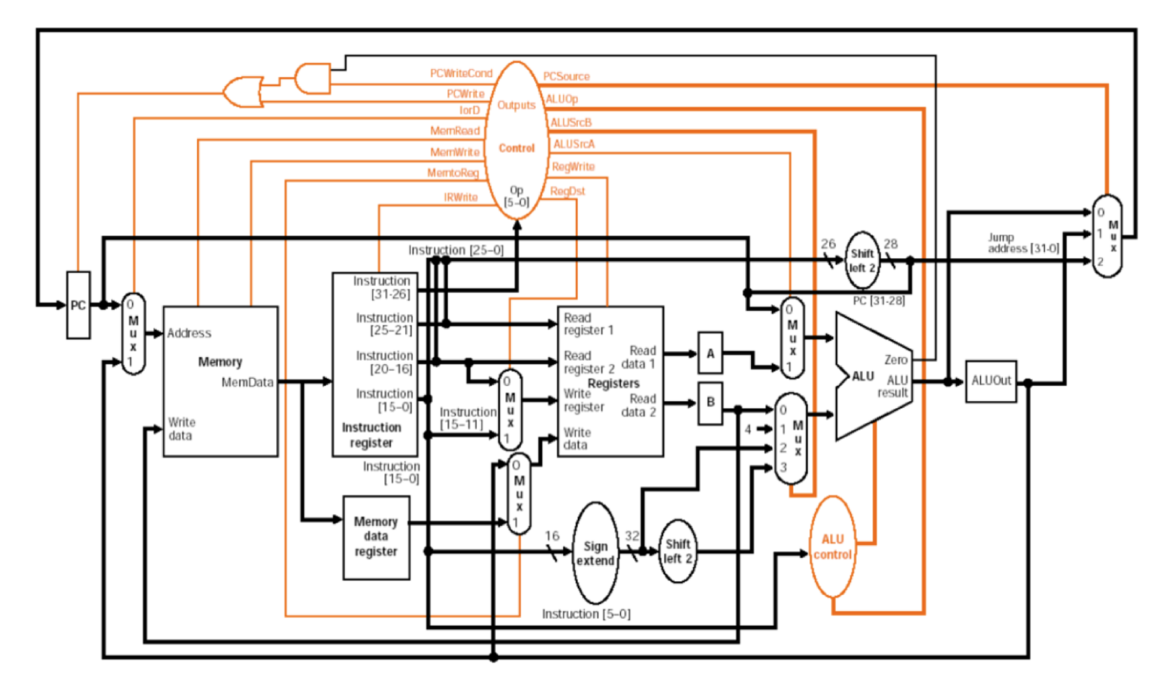 PCWriteCond
PCSource
PCWrite
ALUOp
Outputs
IorD
ALUSrcB
MemRead
Control
ALUSrcA
MemWrite
RegWrite
MemtoReg
RegDst
Op
[5–0]
IRWrite
0
1
2
M
u
x
Jump
address [31-0]
Instruction [25–0]
26
Shift
left 2
28
PC [31-28]
PC
0
M
u
x
1
Address
Memory
MemData
Write
data
Instruction
[31-26]
Instruction
[25–21]
Instruction
[20–16]
Instruction
[15–0]
Instruction
register
Instruction
[15–11]
Instruction
[15–0]
0
M
u
x
1
0
M
u
x
1
Read
register 1
Read
register 2
Write
register
Write
data
Registers
Read
data 1
Read
data 2
A
B
4
0
M
u
x
1
0
1
2
3
M
u
x
Zero
ALU
ALU
result
ALUOut
Memory
data
register
16
Sign
extend
32
Shift
left 2
ALU
control
Instruction [5–0]